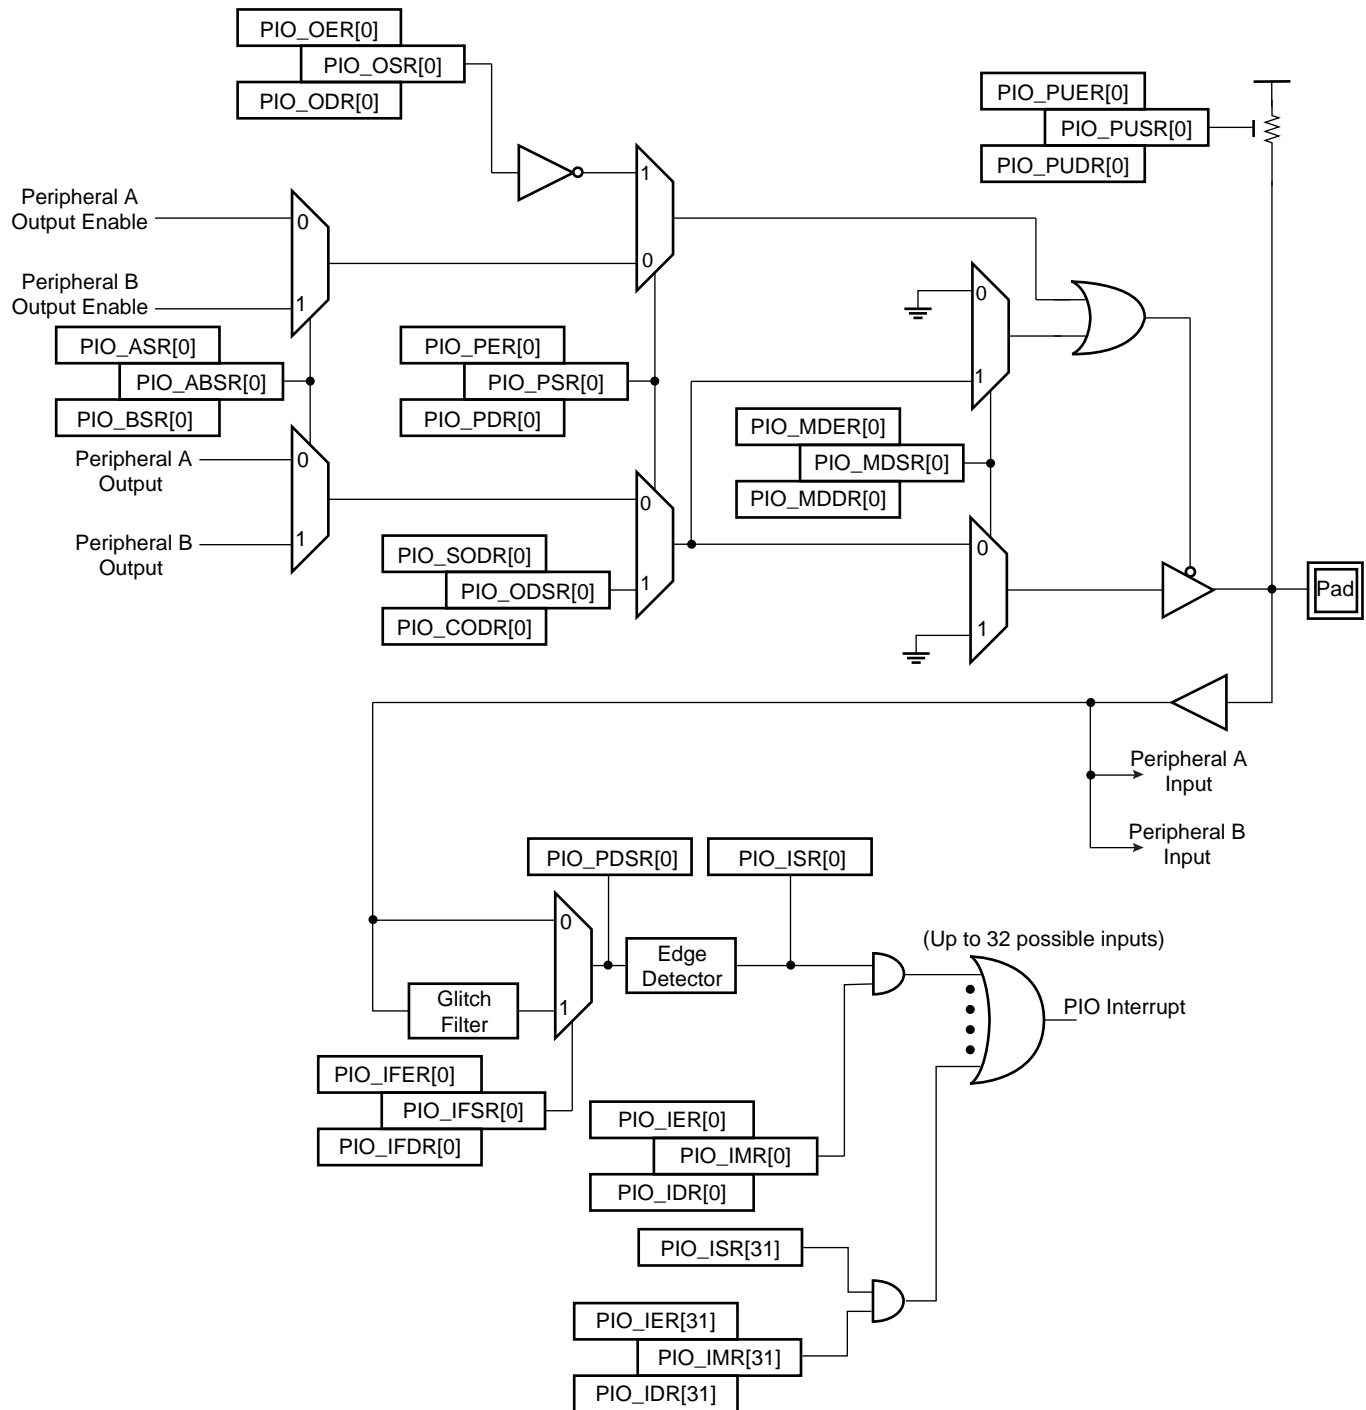 PIO_OER[0]
PIO_OSR[0]
PIO_ODR[0]
PIO_PUER[0]
PIO_PUSR[0]
PIO_PUDR[0]
1
Peripheral A
Output Enable
0
0
Peripheral B
Output Enable
1
0
PIO_ASR[0]
PIO_ABSR[0]
PIO_BSR[0]
PIO_PER[0]
PIO_PSR[0]
PIO_PDR[0]
1
PIO_MDER[0]
PIO_MDSR[0]
PIO_MDDR[0]
Peripheral A
Output
0
0
Peripheral B
Output
1
PIO_SODR[0]
PIO_ODSR[0]
PIO_CODR[0]
1
0
1
Pad
Peripheral A
Input
Peripheral B
Input
PIO_PDSR[0]
PIO_ISR[0]
0
Edge
Detector
(Up to 32 possible inputs)
Glitch
Filter
1
PIO Interrupt
PIO_IFER[0]
PIO_IFSR[0]
PIO_IFDR[0]
PIO_IER[0]
PIO_IMR[0]
PIO_IDR[0]
PIO_ISR[31]
PIO_IER[31]
PIO_IMR[31]
PIO_IDR[31]